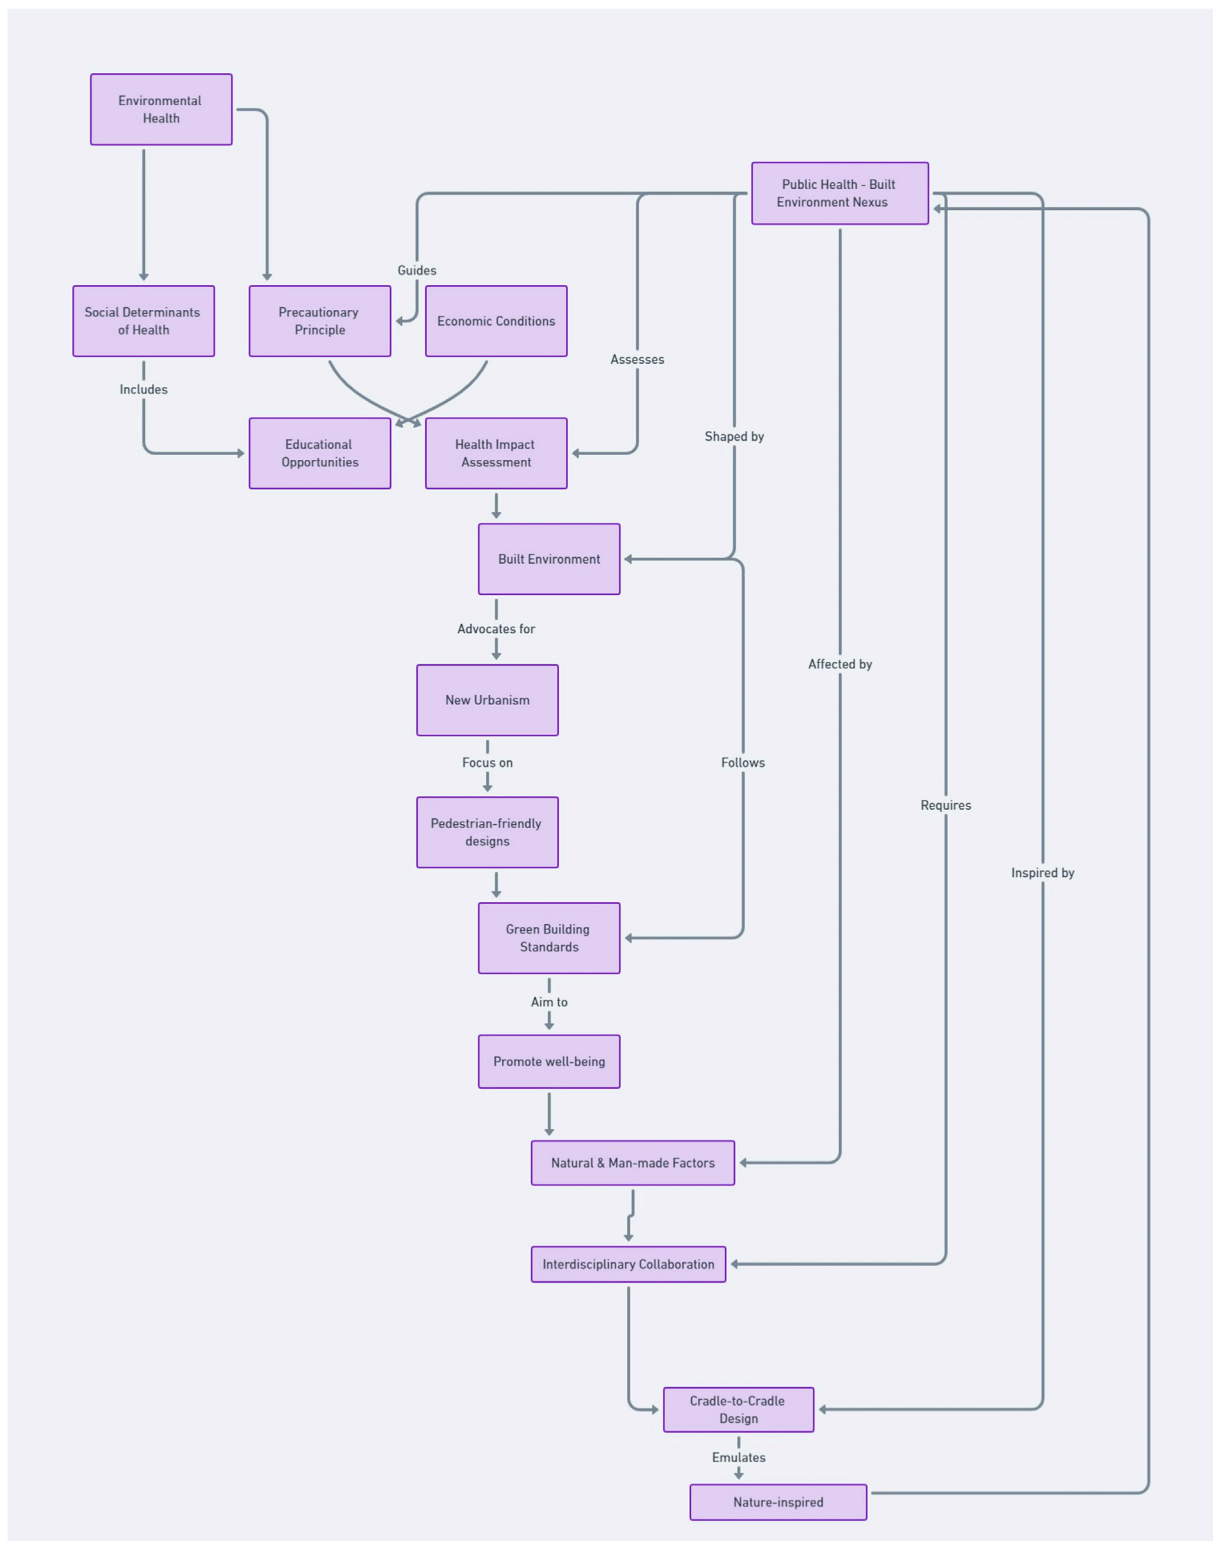 Environmental
Health
Public Health - Built
Environment Nexus
Guides
Social Determinants
of Health
Precautionary
Principle
Economic Conditions
Assesses
Includes
Educational
Opportunities
Health Impact
Assessment
Shaped by
Built Environment
Advocates for
Affected by
New Urbanism
Focus on
Follows
Requires
Pedestrian-friendly
designs
Inspired by
Green Building
Standards
Aim to
Promote well-being
Natural & Man-made Factors
Interdisciplinary Collaboration
Cradle-to-Cradle
Design
Emulates
Nature-inspired